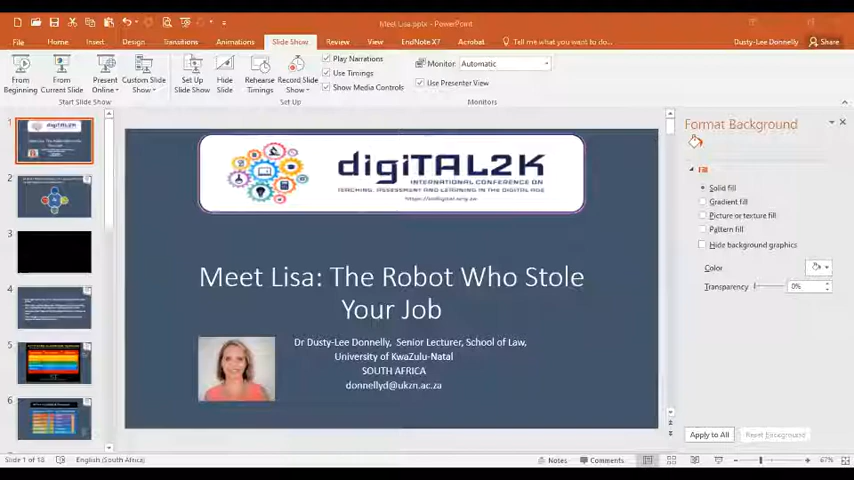 Meet Lisa.pptx - PowerPoint
File Home Insert Design Transitions Animations Slide Show Review View EndNote X7 Acrobat Tell me what you want to do... Dusty-Lee Donnelly Share
From Beginning
From Current Slide
Present Online
Custom Slide Show
Set Up Slide Show
Hide Slide
Rehearse Timings
Record Slide Show
Play Narrations
Use Timings
Show Media Controls
Monitor: Automatic
Use Presenter View
Start Slide Show
Set Up
Monitors
1
2
3
4
5
6
digiTAL2K
INTERNATIONAL CONFERENCE ON
TEACHING, ASSESSMENT AND LEARNING IN THE DIGITAL AGE
Meet Lisa: The Robot Who Stole
Your Job
Dr Dusty-Lee Donnelly, Senior Lecturer, School of Law,
University of KwaZulu-Natal
SOUTH AFRICA
donnellyd@ukzn.ac.za
Format Background
Solid fill
Gradient fill
Picture or texture fill
Pattern fill
Hide background graphics
Color
Transparency 0%
Apply to All
Reset Background
Slide 1 of 18 English (South Africa) Notes Comments 67%